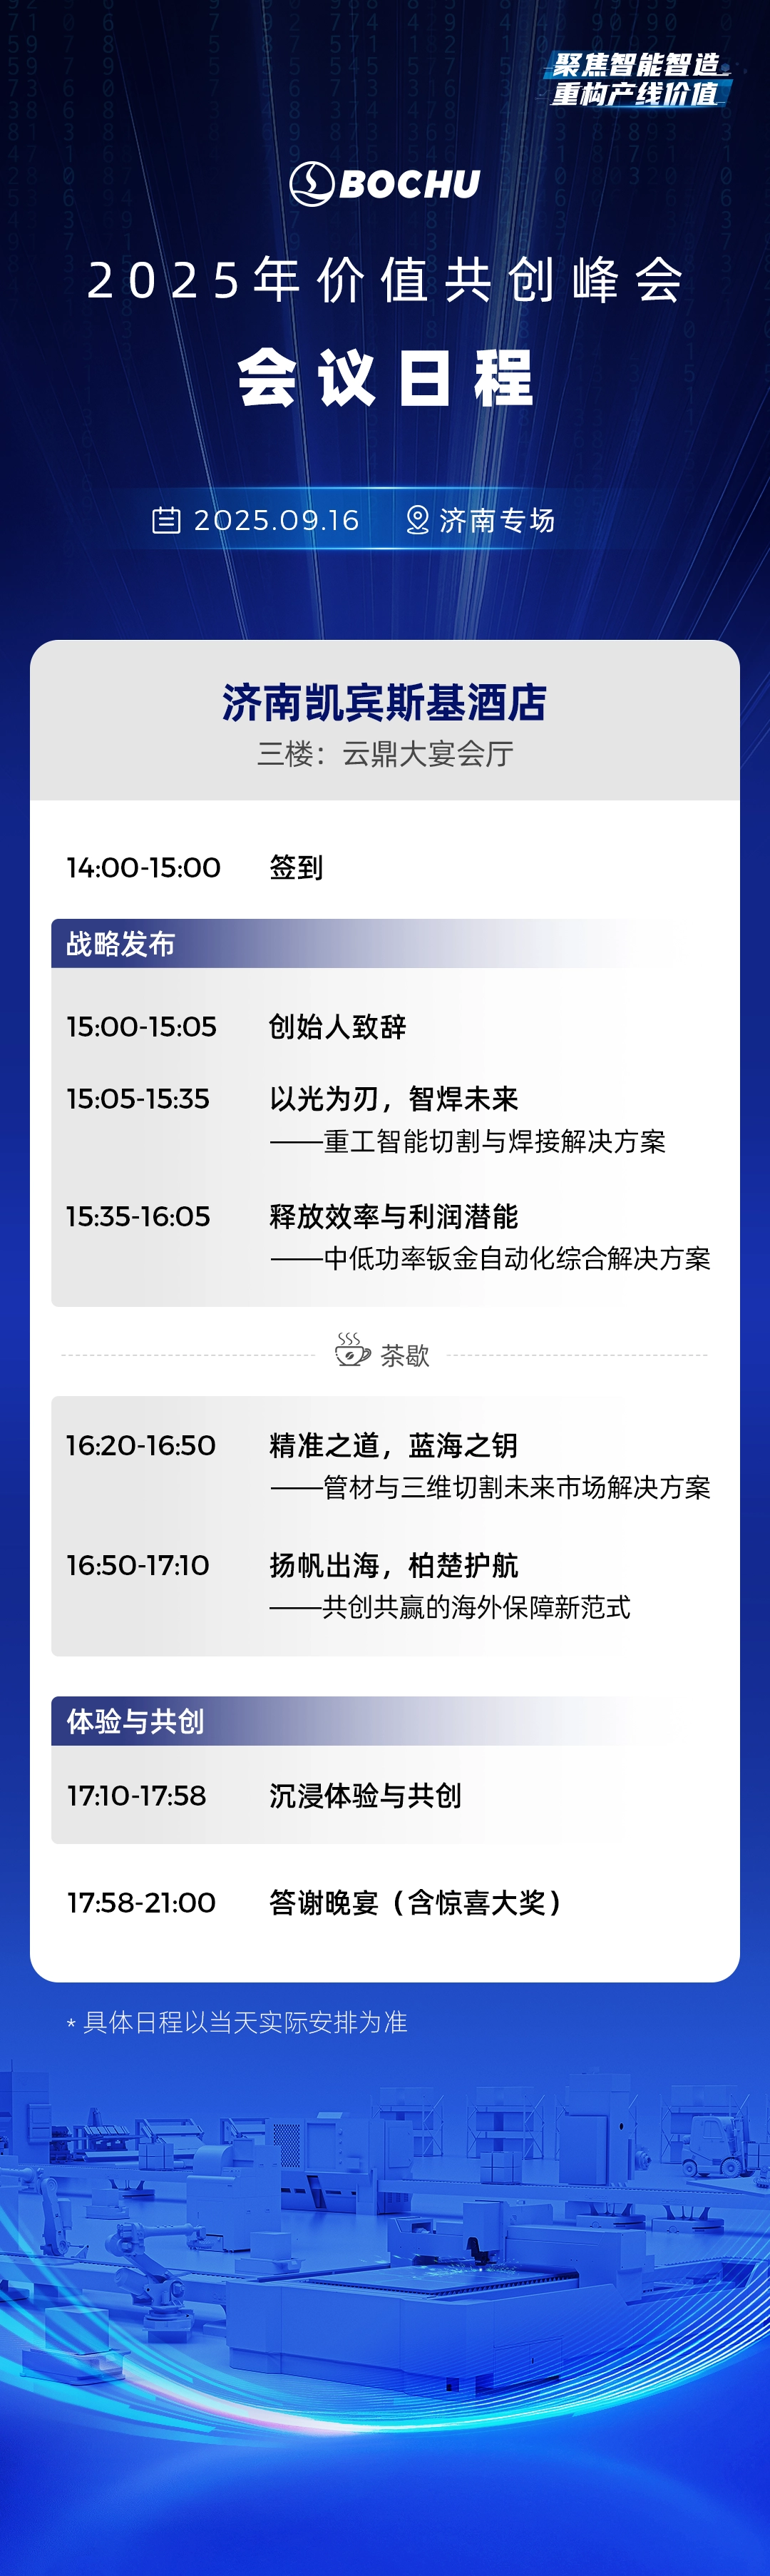 聚焦智能智造
重构产线价值
BOCHU
2025年价值共创峰会
会议日程
2025.09.16 济南专场
济南凯宾斯基酒店
三楼：云鼎大宴会厅
14:00-15:00 签到
战略发布
15:00-15:05 创始人致辞
15:05-15:35 以光为刃，智焊未来
——重工智能切割与焊接解决方案
15:35-16:05 释放效率与利润潜能
——中低功率钣金自动化综合解决方案
茶歇
16:20-16:50 精准之道，蓝海之钥
——管材与三维切割未来市场解决方案
16:50-17:10 扬帆出海，柏楚护航
——共创共赢的海外保障新范式
体验与共创
17:10-17:58 沉浸体验与共创
17:58-21:00 答谢晚宴（含惊喜大奖）
* 具体日程以当天实际安排为准